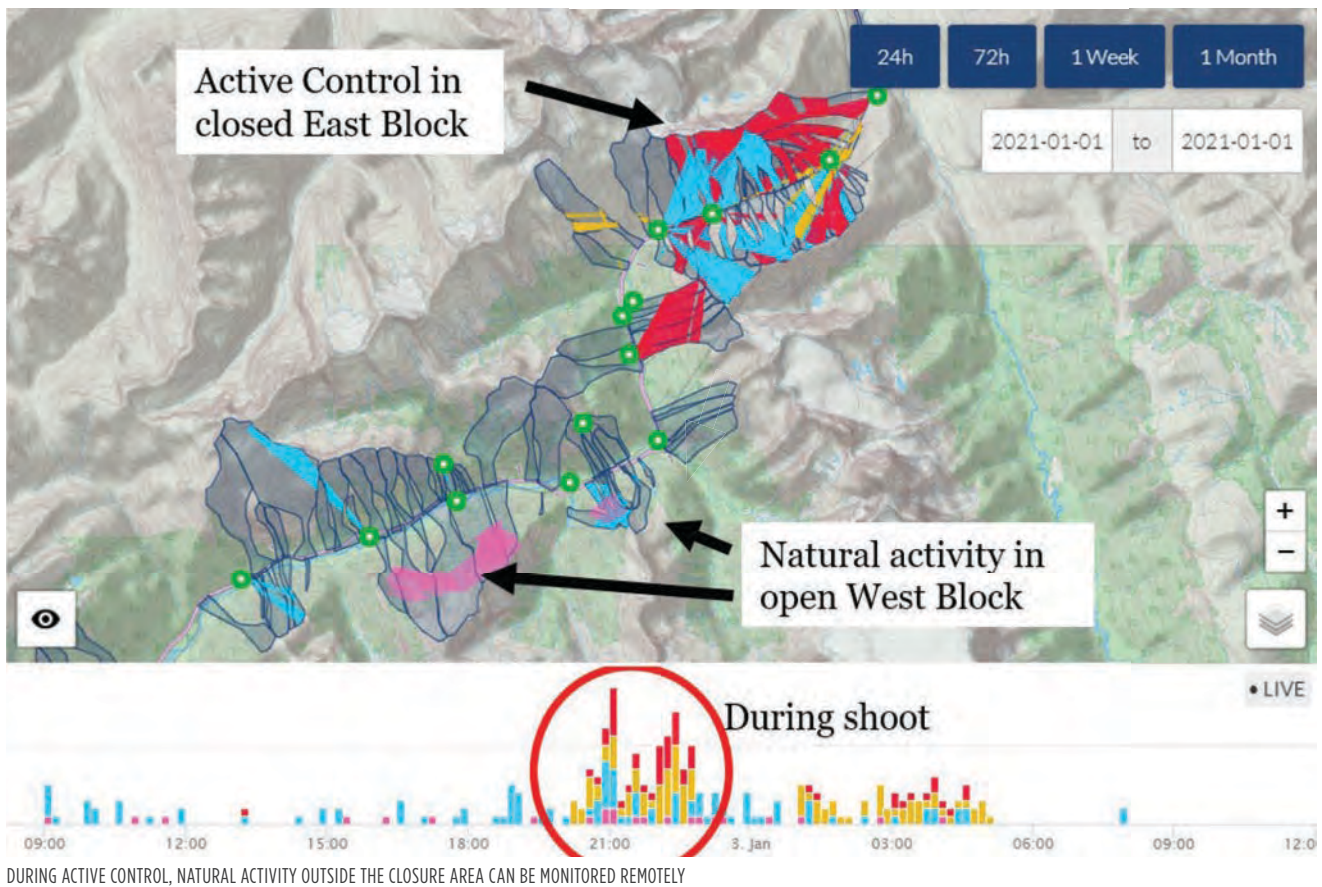 Active Control in
closed East Block
24h
72h
1 Week
1 Month
2021-01-01 to 2021-01-01
Natural activity in
open West Block
+
−
• LIVE
During shoot
09:00 12:00 15:00 18:00 21:00 3. Jan 03:00 06:00 09:00 12:0
DURING ACTIVE CONTROL, NATURAL ACTIVITY OUTSIDE THE CLOSURE AREA CAN BE MONITORED REMOTELY